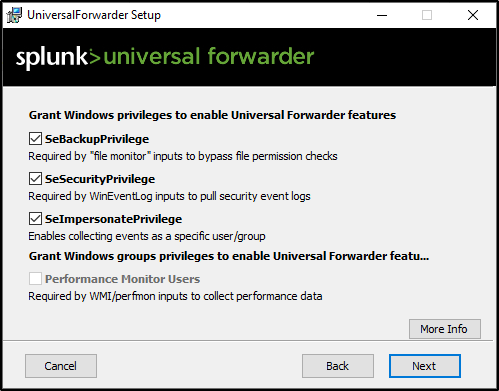 UniversalForwarder Setup
splunk> universal forwarder
Grant Windows privileges to enable Universal Forwarder features
SeBackupPrivilege
Required by "file monitor" inputs to bypass file permission checks
SeSecurityPrivilege
Required by WinEventLog inputs to pull security event logs
SeImpersonatePrivilege
Enables collecting events as a specific user/group
Grant Windows groups privileges to enable Universal Forwarder featu...
Performance Monitor Users
Required by WMI/perfmon inputs to collect performance data
More Info
Cancel
Back
Next